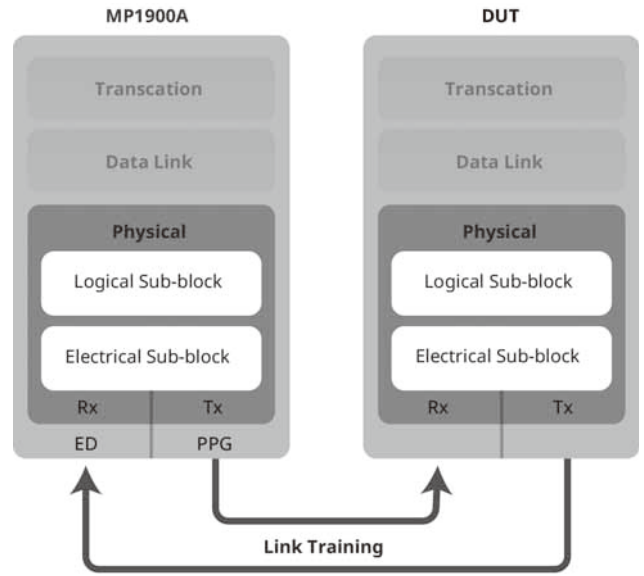 MP1900A
DUT
Transcation
Transcation
Data Link
Data Link
Physical
Physical
Logical Sub-block
Logical Sub-block
Electrical Sub-block
Electrical Sub-block
Rx
Tx
Rx
Tx
ED
PPG
Link Training